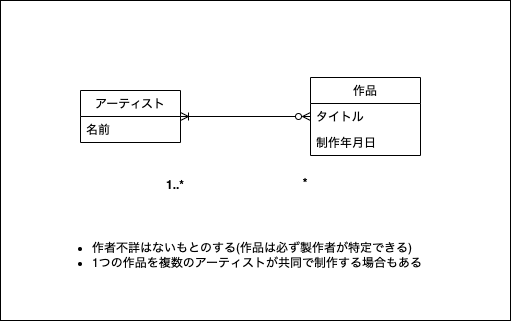 アーティスト
名前
作品
タイトル
制作年月日
1..*
*
作者不詳はないもとのする(作品は必ず製作者が特定できる)
1つの作品を複数のアーティストが共同で制作する場合もある